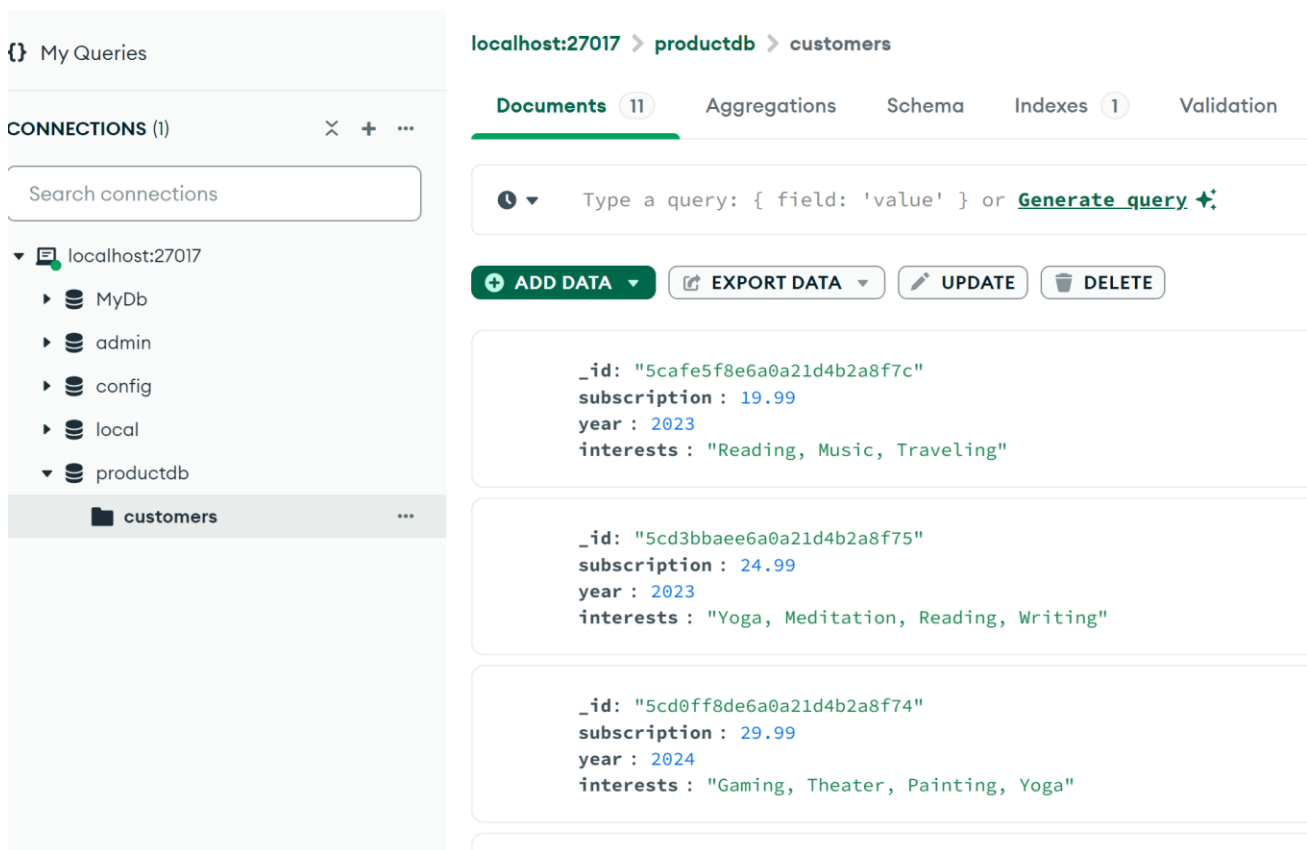 {} My Queries
CONNECTIONS (1)
Search connections
localhost:27017
MyDb
admin
config
local
productdb
customers
localhost:27017 > productdb > customers
Documents 11 Aggregations Schema Indexes 1 Validation
Type a query: { field: 'value' } or Generate query
ADD DATA EXPORT DATA UPDATE DELETE
_id: "5cafe5f8e6a0a21d4b2a8f7c"
subscription : 19.99
year : 2023
interests : "Reading, Music, Traveling"
_id: "5cd3bbaee6a0a21d4b2a8f75"
subscription : 24.99
year : 2023
interests : "Yoga, Meditation, Reading, Writing"
_id: "5cd0ff8de6a0a21d4b2a8f74"
subscription : 29.99
year : 2024
interests : "Gaming, Theater, Painting, Yoga"